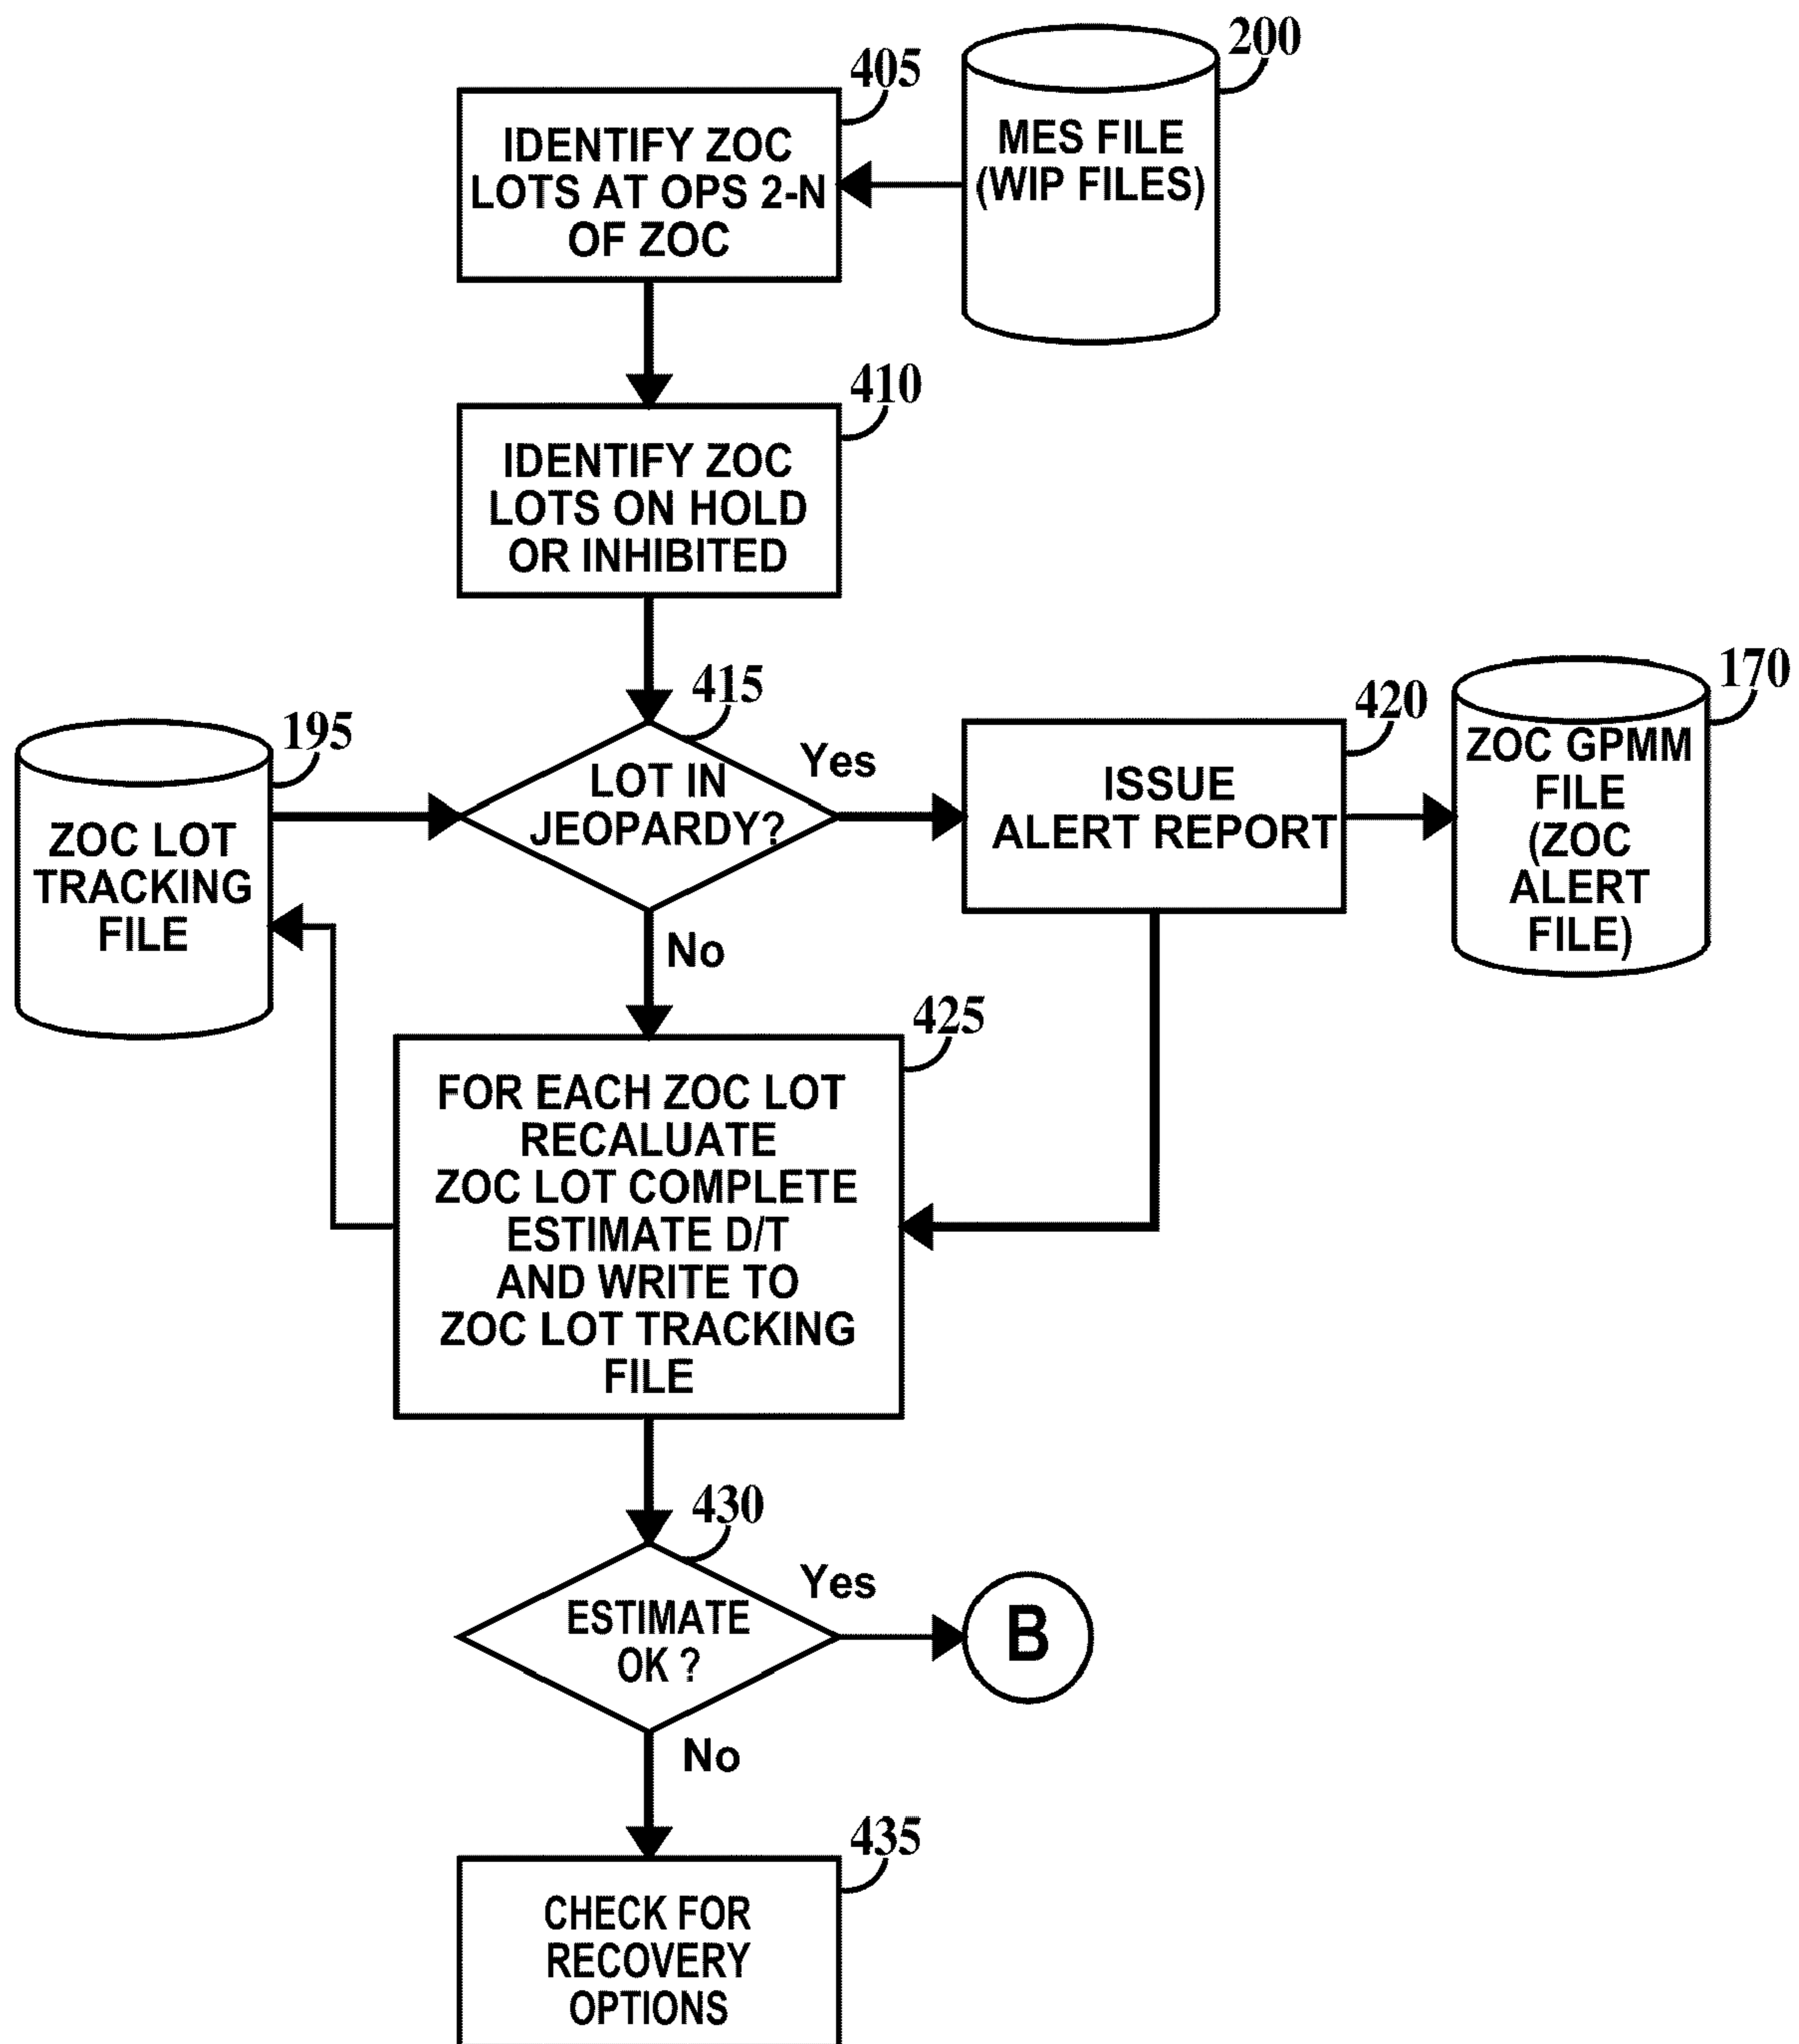 405
200
IDENTIFY ZOC
LOTS AT OPS 2-N
OF ZOC
MES FILE
(WIP FILES)
410
IDENTIFY ZOC
LOTS ON HOLD
OR INHIBITED
195
ZOC LOT
TRACKING
FILE
415
LOT IN
JEOPARDY?
Yes
No
420
ISSUE
ALERT REPORT
170
ZOC GPMM
FILE
(ZOC
ALERT
FILE)
425
FOR EACH ZOC LOT
RECALUATE
ZOC LOT COMPLETE
ESTIMATE D/T
AND WRITE TO
ZOC LOT TRACKING
FILE
430
ESTIMATE
OK ?
Yes
B
No
435
CHECK FOR
RECOVERY
OPTIONS